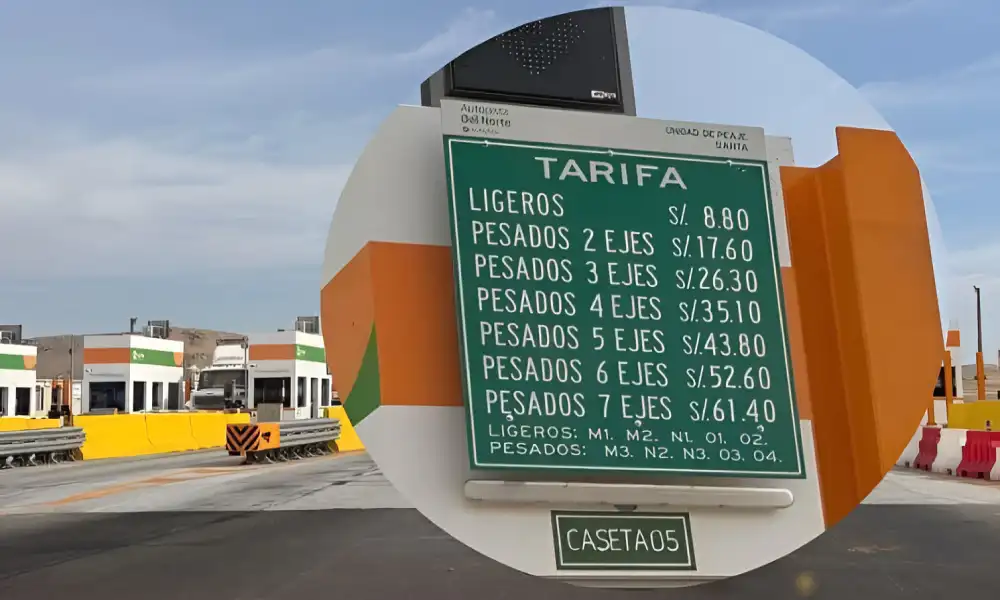 Autopista
Del Norte
UNIDAD DE PEAJE
SANTA
TARIFA
LIGEROS S/. 8.80
PESADOS 2 EJES S/.17.60
PESADOS 3 EJES S/.26.30
PESADOS 4 EJES S/.35.10
PESADOS 5 EJES S/.43.80
PESADOS 6 EJES S/.52.60
PESADOS 7 EJES S/.61.40
LIGEROS: M1. M2. N1. O1. O2.
PESADOS: M3. N2. N3. O3. O4.
CASETA05